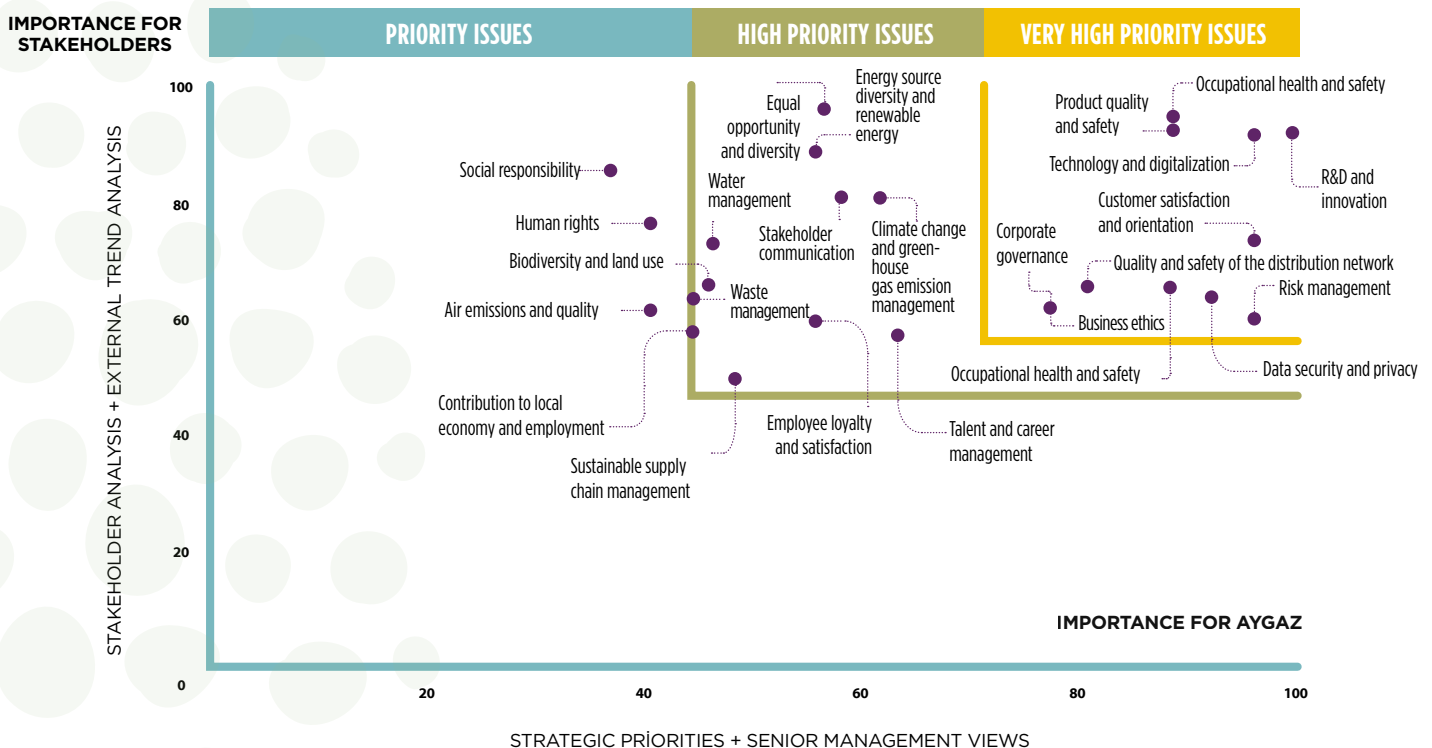 IMPORTANCE FOR
STAKEHOLDERS
PRIORITY ISSUES
HIGH PRIORITY ISSUES
VERY HIGH PRIORITY ISSUES
STAKEHOLDER ANALYSIS + EXTERNAL TREND ANALYSIS
100
80
60
40
20
0
Social responsibility
Human rights
Biodiversity and land use
Air emissions and quality
Contribution to local
economy and employment
Sustainable supply
chain management
Equal
opportunity
and diversity
Energy source
diversity and
renewable
energy
Water
management
Stakeholder
communication
Climate change
and green-
house
gas emission
management
Waste
management
Employee loyalty
and satisfaction
Talent and career
management
Occupational health and safety
Product quality
and safety
Technology and digitalization
R&D and
innovation
Customer satisfaction
and orientation
Corporate
governance
Quality and safety of the distribution network
Risk management
Business ethics
Occupational health and safety
Data security and privacy
IMPORTANCE FOR AYGAZ
20
40
60
80
100
STRATEGIC PRİORITIES + SENIOR MANAGEMENT VIEWS